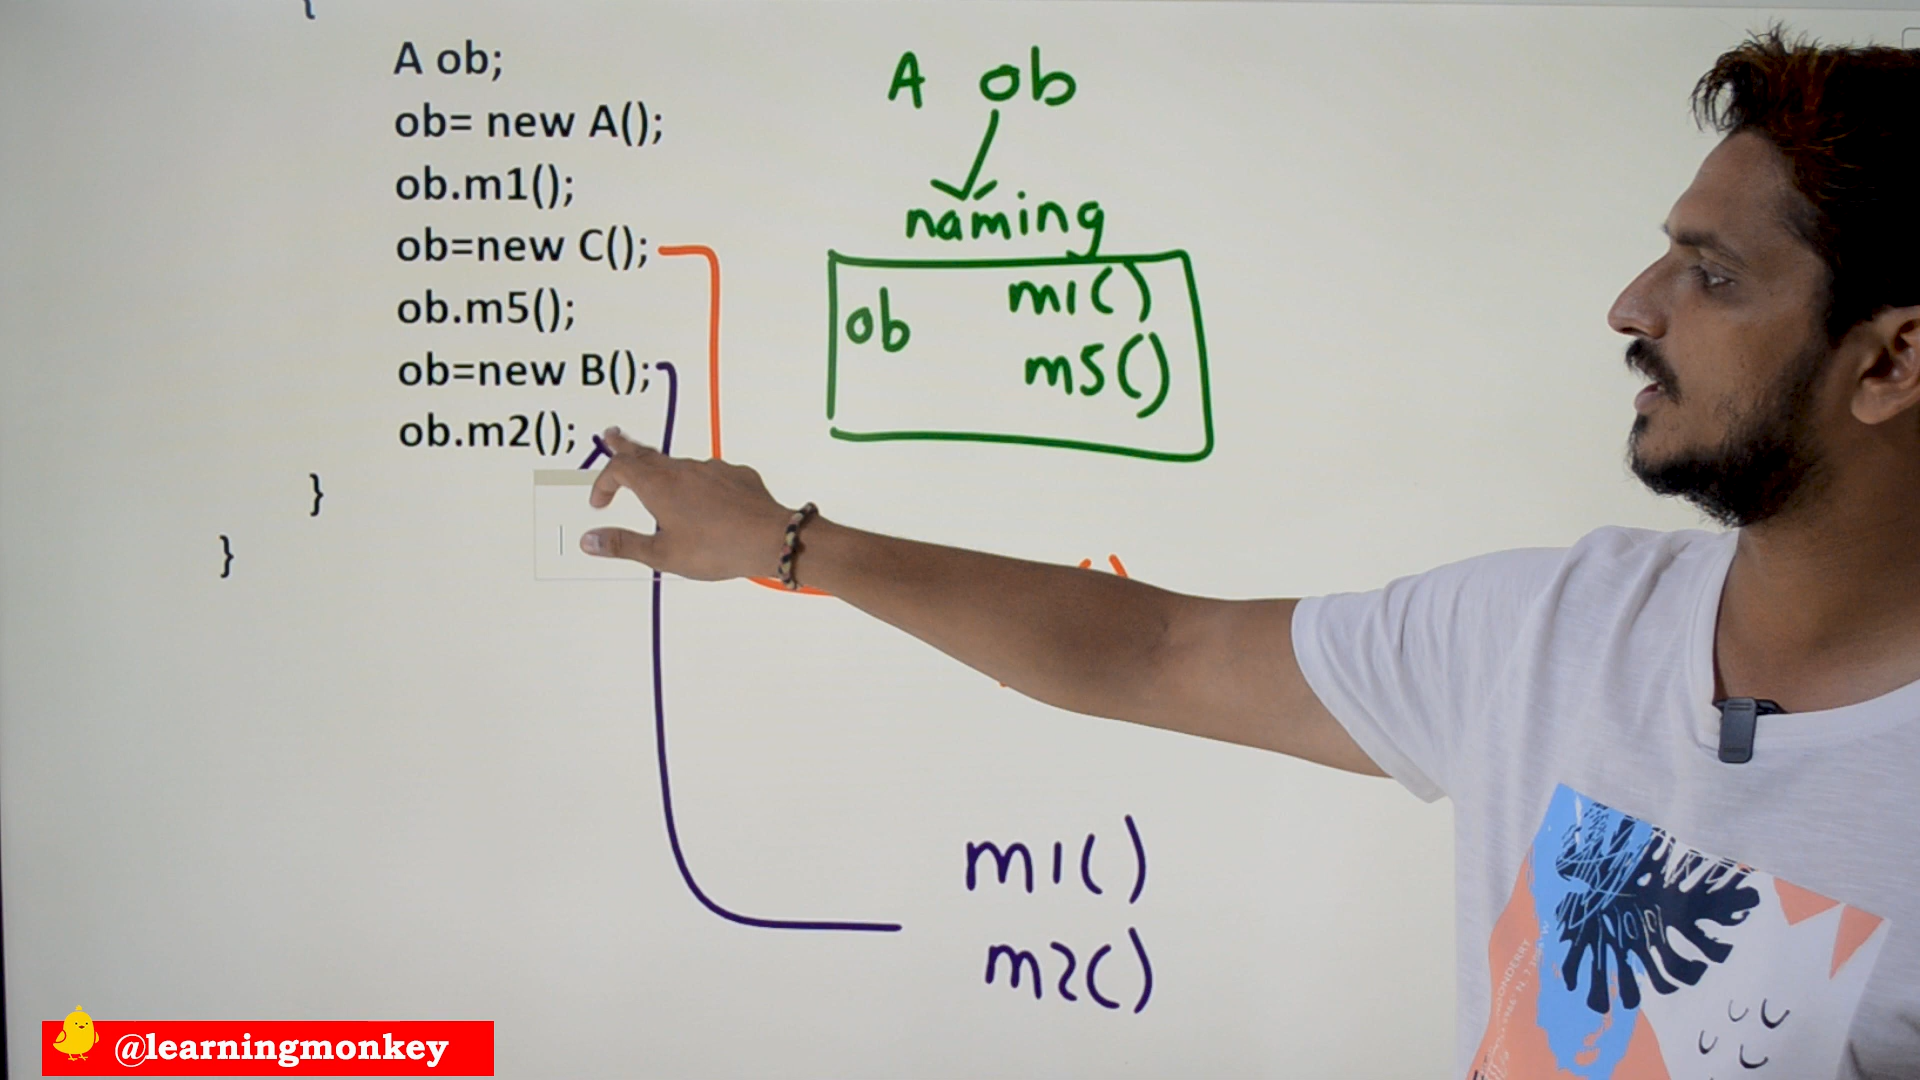 {
A ob;
ob= new A();
ob.m1();
ob=new C();
ob.m5();
ob=new B();
ob.m2();
}
}
A ob
naming
ob m1()
m5()
m1()
m2()
@learningmonkey